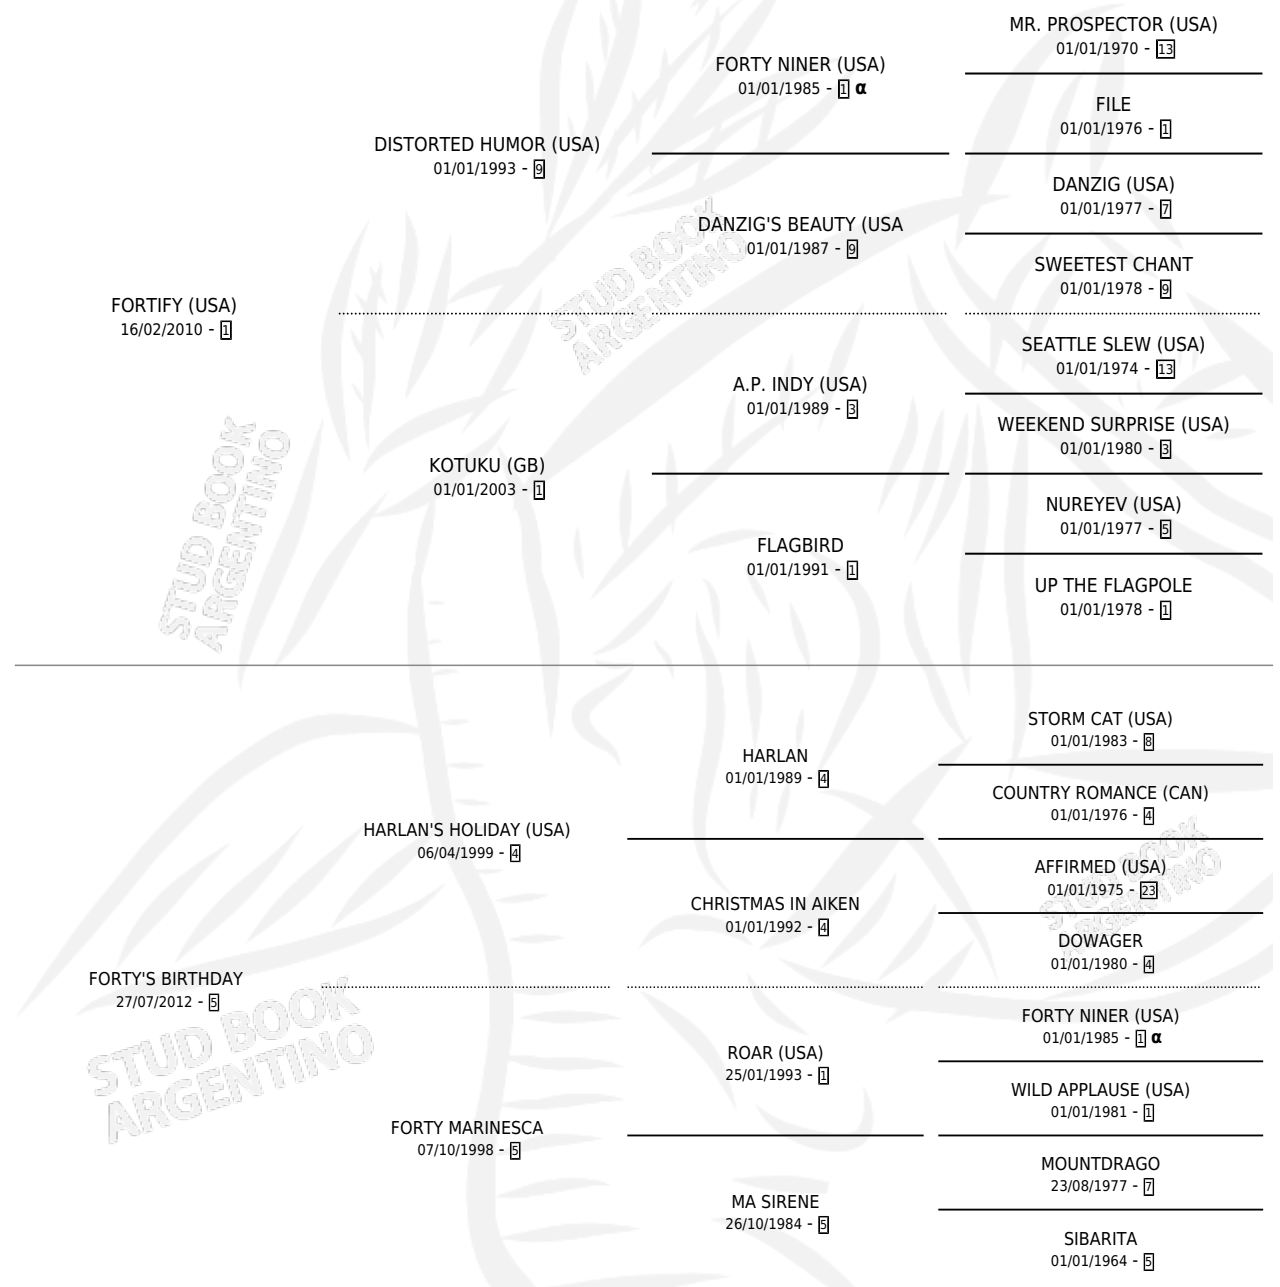 MR. PROSPECTOR (USA)
01/01/1970 - 13
FORTY NINER (USA)
01/01/1985 - 1 α
FILE
01/01/1976 - 1
DISTORTED HUMOR (USA)
01/01/1993 - 9
DANZIG (USA)
01/01/1977 - 7
DANZIG'S BEAUTY (USA
01/01/1987 - 9
SWEETEST CHANT
01/01/1978 - 9
FORTIFY (USA)
16/02/2010 - 1
SEATTLE SLEW (USA)
01/01/1974 - 13
A.P. INDY (USA)
01/01/1989 - 3
WEEKEND SURPRISE (USA)
01/01/1980 - 3
KOTUKU (GB)
01/01/2003 - 1
NUREYEV (USA)
01/01/1977 - 5
FLAGBIRD
01/01/1991 - 1
UP THE FLAGPOLE
01/01/1978 - 1
STORM CAT (USA)
01/01/1983 - 8
HARLAN
01/01/1989 - 4
COUNTRY ROMANCE (CAN)
01/01/1976 - 4
HARLAN'S HOLIDAY (USA)
06/04/1999 - 4
AFFIRMED (USA)
01/01/1975 - 23
CHRISTMAS IN AIKEN
01/01/1992 - 4
DOWAGER
01/01/1980 - 4
FORTY'S BIRTHDAY
27/07/2012 - 5
FORTY NINER (USA)
01/01/1985 - 1 α
ROAR (USA)
25/01/1993 - 1
WILD APPLAUSE (USA)
01/01/1981 - 1
FORTY MARINESCA
07/10/1998 - 5
MOUNTDRAGO
23/08/1977 - 7
MA SIRENE
26/10/1984 - 5
SIBARITA
01/01/1964 - 5
STUD BOOK
ARGENTINO
STUD BOOK
ARGENTINO
STUD BOOK
ARGENTINO
STUD BOOK
ARGENTINO